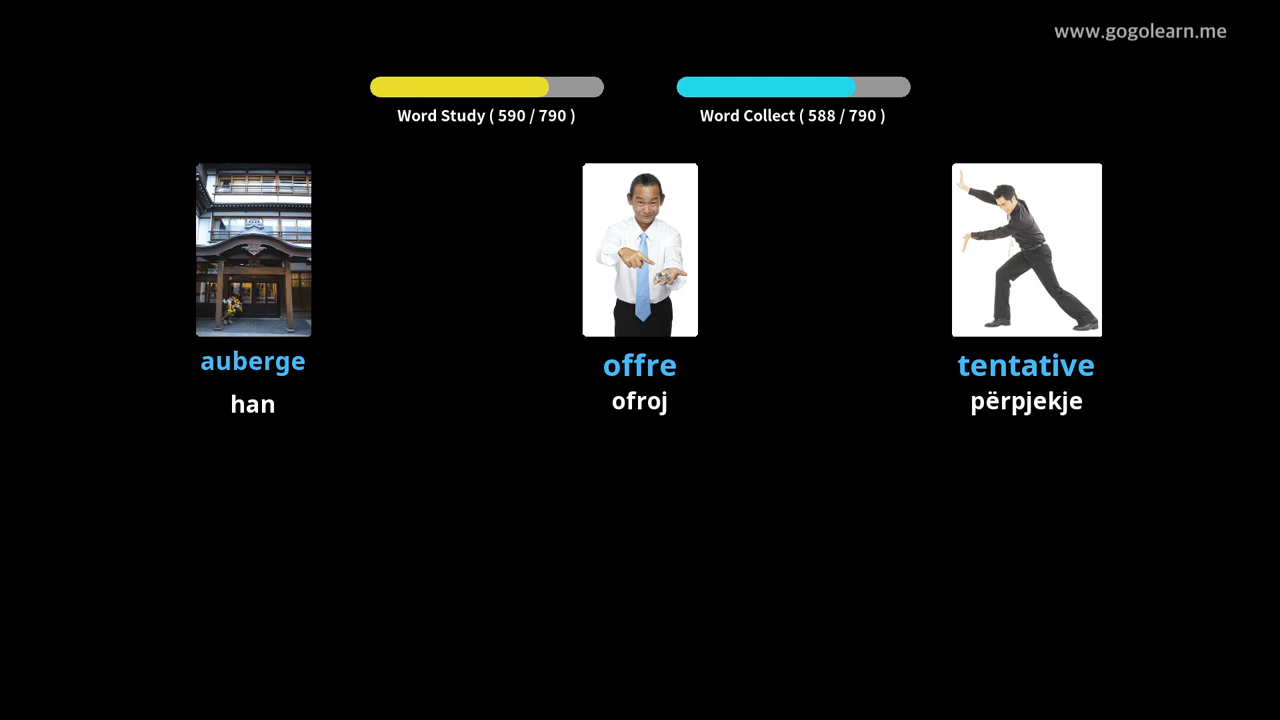 www.gogolearn.me
Word Study ( 590 / 790 )
Word Collect ( 588 / 790 )
auberge
han
offre
ofroj
tentative
përpjekje